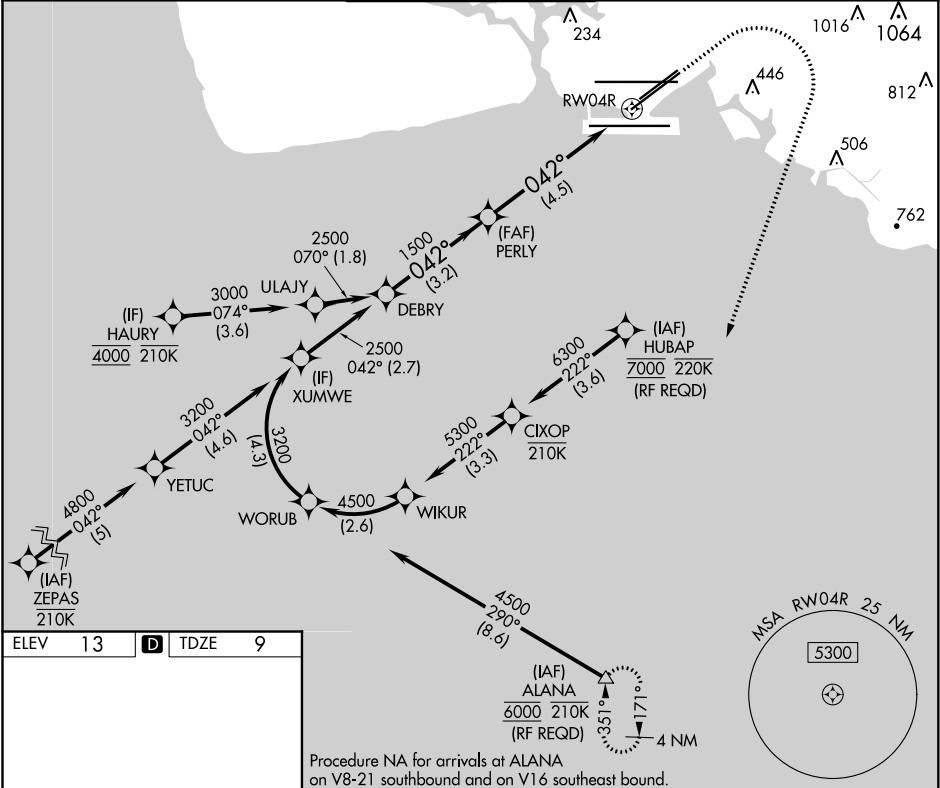 234
1016
1064
446
812
506
762
RW04R
042°
(4.5)
(FAF)
PERLY
1500
042°
(3.2)
2500
070° (1.8)
ULAJY
DEBRY
3000
074°
(3.6)
(IF)
HAURY
4000 210K
2500
042° (2.7)
(IF)
XUMWE
(IAF)
HUBAP
7000 220K
(RF REQD)
6300
222°
(3.6)
CIXOP
210K
5300
222°
(3.3)
3200
042°
(4.6)
3200
(4.3)
YETUC
WORUB
4500
(2.6)
WIKUR
4800
042°
(5)
(IAF)
ZEPAS
210K
4500
290°
(8.6)
(IAF)
ALANA
6000 210K
(RF REQD)
351°
171°
4 NM
MSA RW04R 25 NM
5300
ELEV 13 D TDZE 9
Procedure NA for arrivals at ALANA
on V8-21 southbound and on V16 southeast bound.